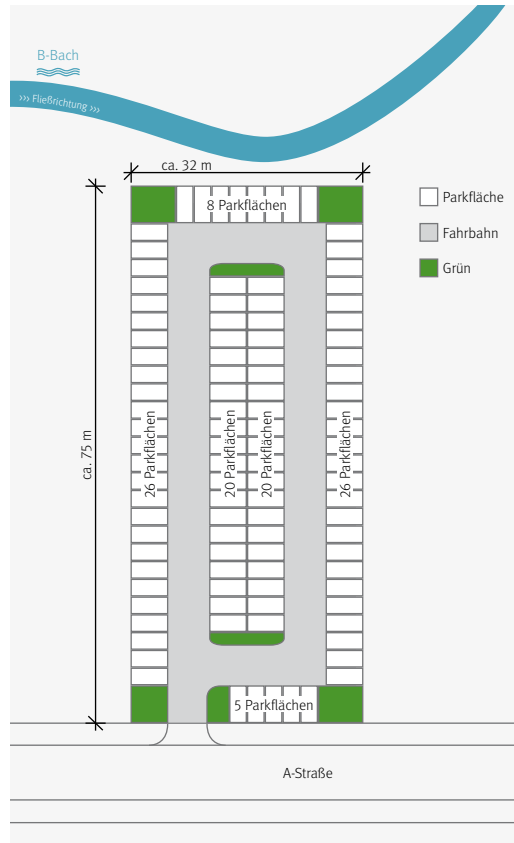 B-Bach
››› Fließrichtung ›››
ca. 32 m
8 Parkflächen
Parkfläche
Fahrbahn
Grün
ca. 75 m
26 Parkflächen
20 Parkflächen
20 Parkflächen
26 Parkflächen
5 Parkflächen
A-Straße